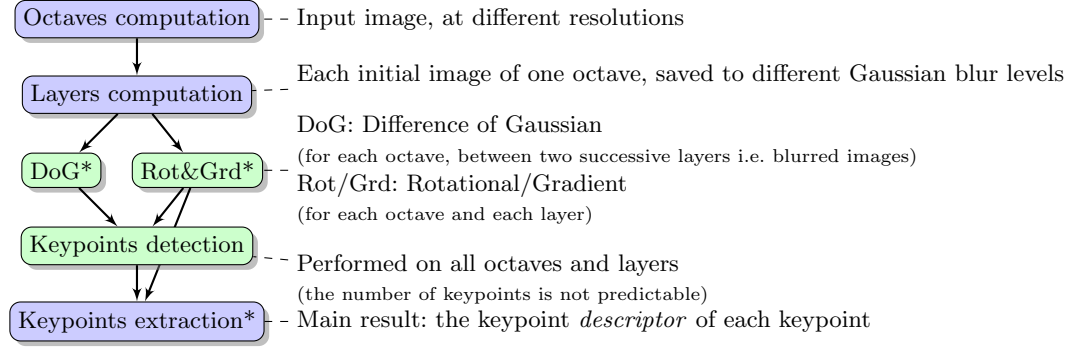 Octaves computation
Input image, at different resolutions
Layers computation
Each initial image of one octave, saved to different Gaussian blur levels
DoG*
Rot&Grd*
DoG: Difference of Gaussian
(for each octave, between two successive layers i.e. blurred images)
Rot/Grd: Rotational/Gradient
(for each octave and each layer)
Keypoints detection
Performed on all octaves and layers
(the number of keypoints is not predictable)
Keypoints extraction*
Main result: the keypoint descriptor of each keypoint